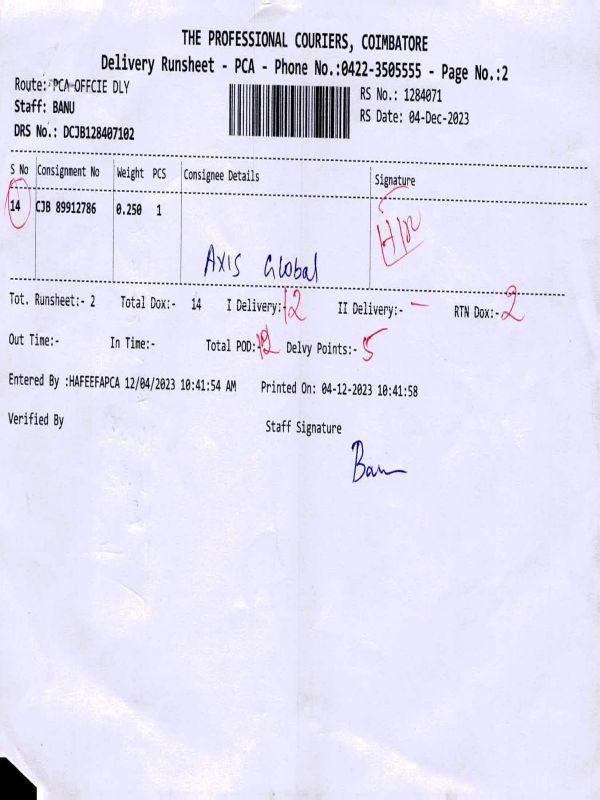 THE PROFESSIONAL COURIERS, COIMBATORE
Delivery Runsheet - PCA - Phone No.:0422-3505555 - Page No.:2
Route: PCA-OFFCIE DLY
RS No.: 1284071
Staff: BANU
RS Date: 04-Dec-2023
DRS No.: DCJB128407102
S No Consignment No Weight PCS Consignee Details Signature
14 CJB 89912786 0.250 1
Axis Global
Tot. Runsheet:- 2 Total Dox:- 14 I Delivery:- 12 II Delivery:- — RTN Dox:- 2
Out Time:- In Time:- Total POD:- 12 Delvy Points:- 5
Entered By :HAFEEFAPCA 12/04/2023 10:41:54 AM Printed On: 04-12-2023 10:41:58
Verified By Staff Signature
Banu